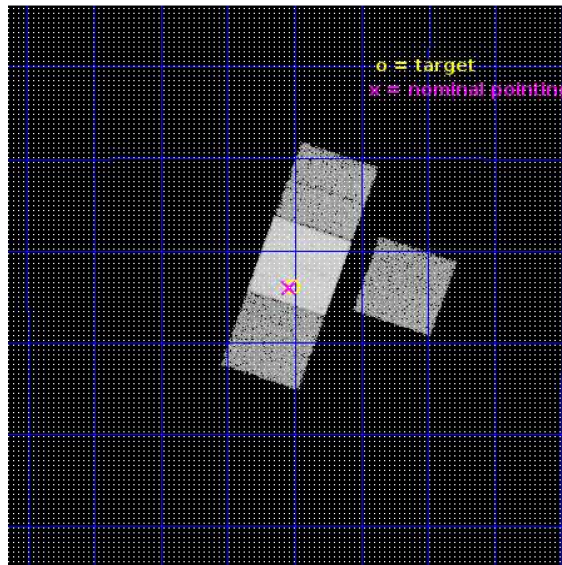 o = target
x = nominal pointing